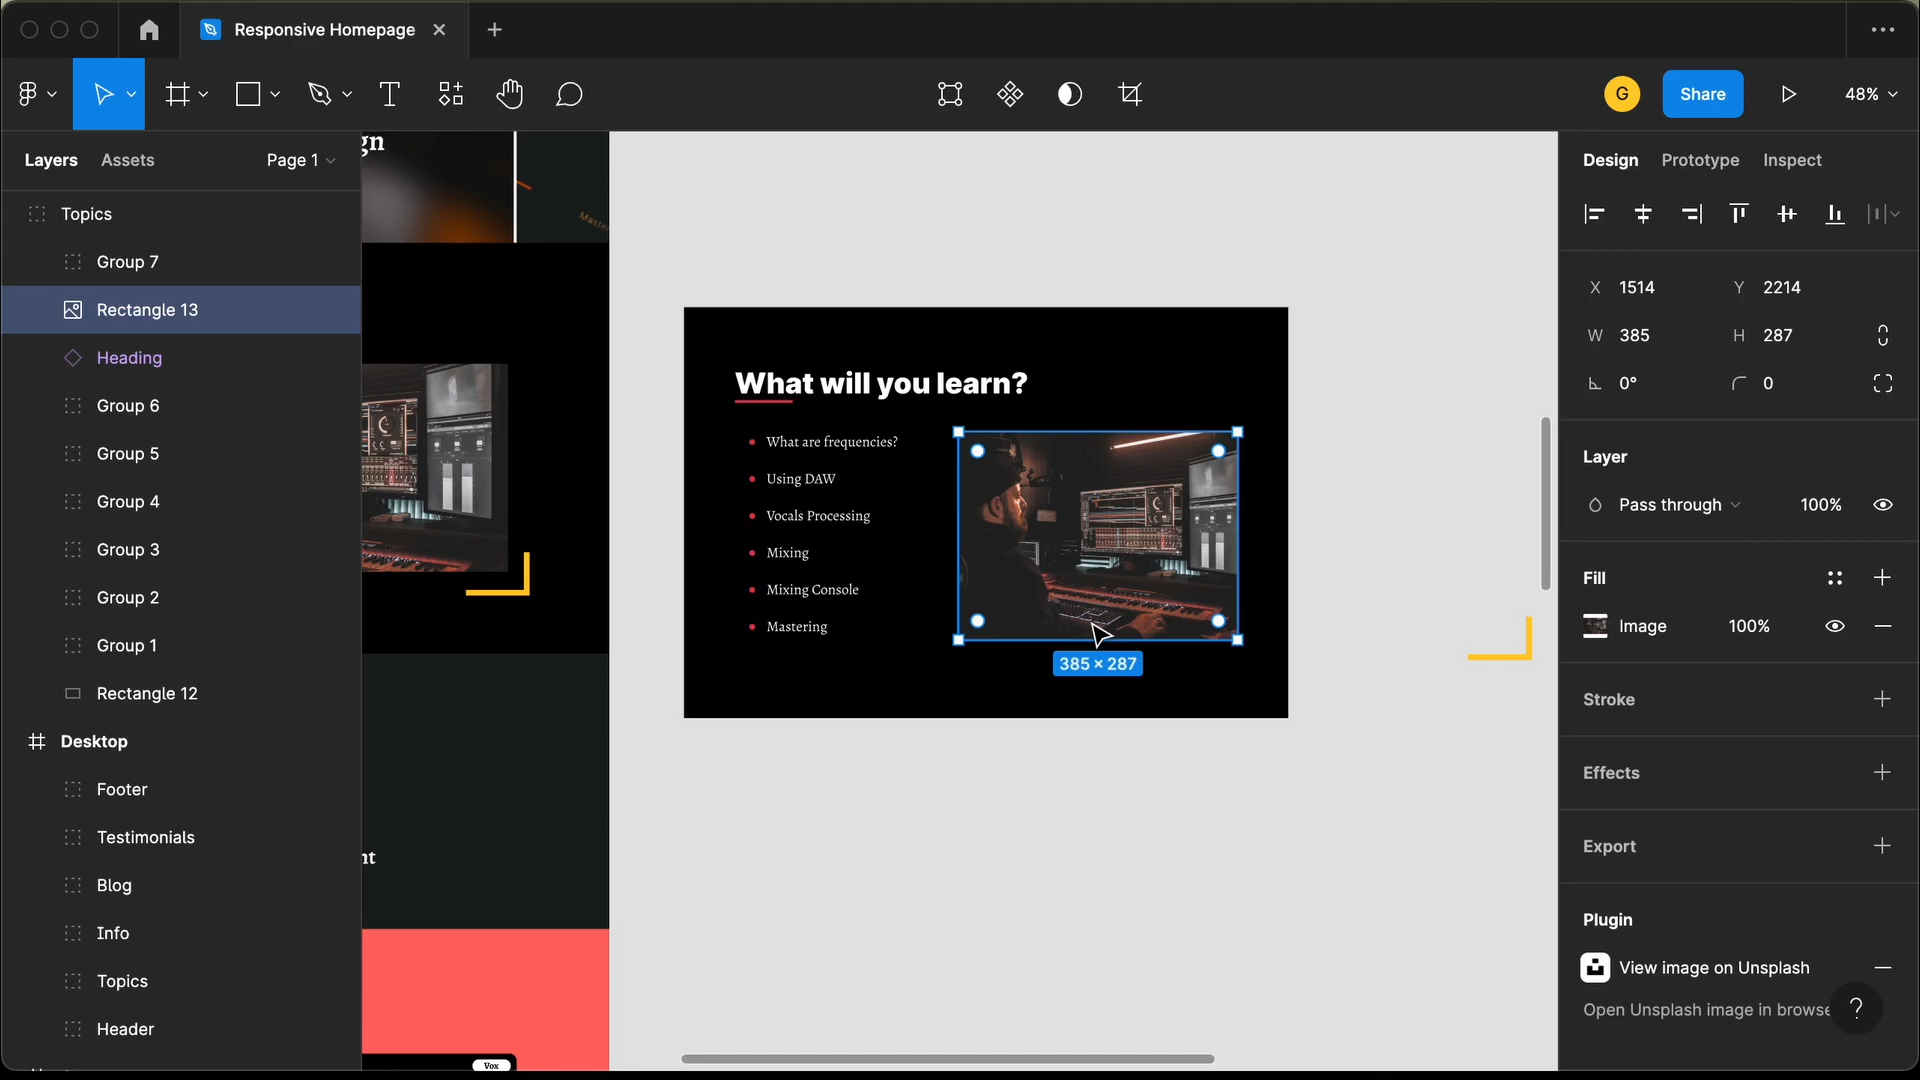 Responsive Homepage
G
Share
48%
Layers
Assets
Page 1
Design
Prototype
Inspect
Topics
Group 7
Rectangle 13
Heading
Group 6
Group 5
Group 4
Group 3
Group 2
Group 1
Rectangle 12
Desktop
Footer
Testimonials
Blog
Info
Topics
Header
gn
Maste
nt
Vox
What will you learn?
What are frequencies?
Using DAW
Vocals Processing
Mixing
Mixing Console
Mastering
385 × 287
X 1514
Y 2214
W 385
H 287
0°
0
Layer
Pass through
100%
Fill
Image
100%
Stroke
Effects
Export
Plugin
View image on Unsplash
Open Unsplash image in browse
?